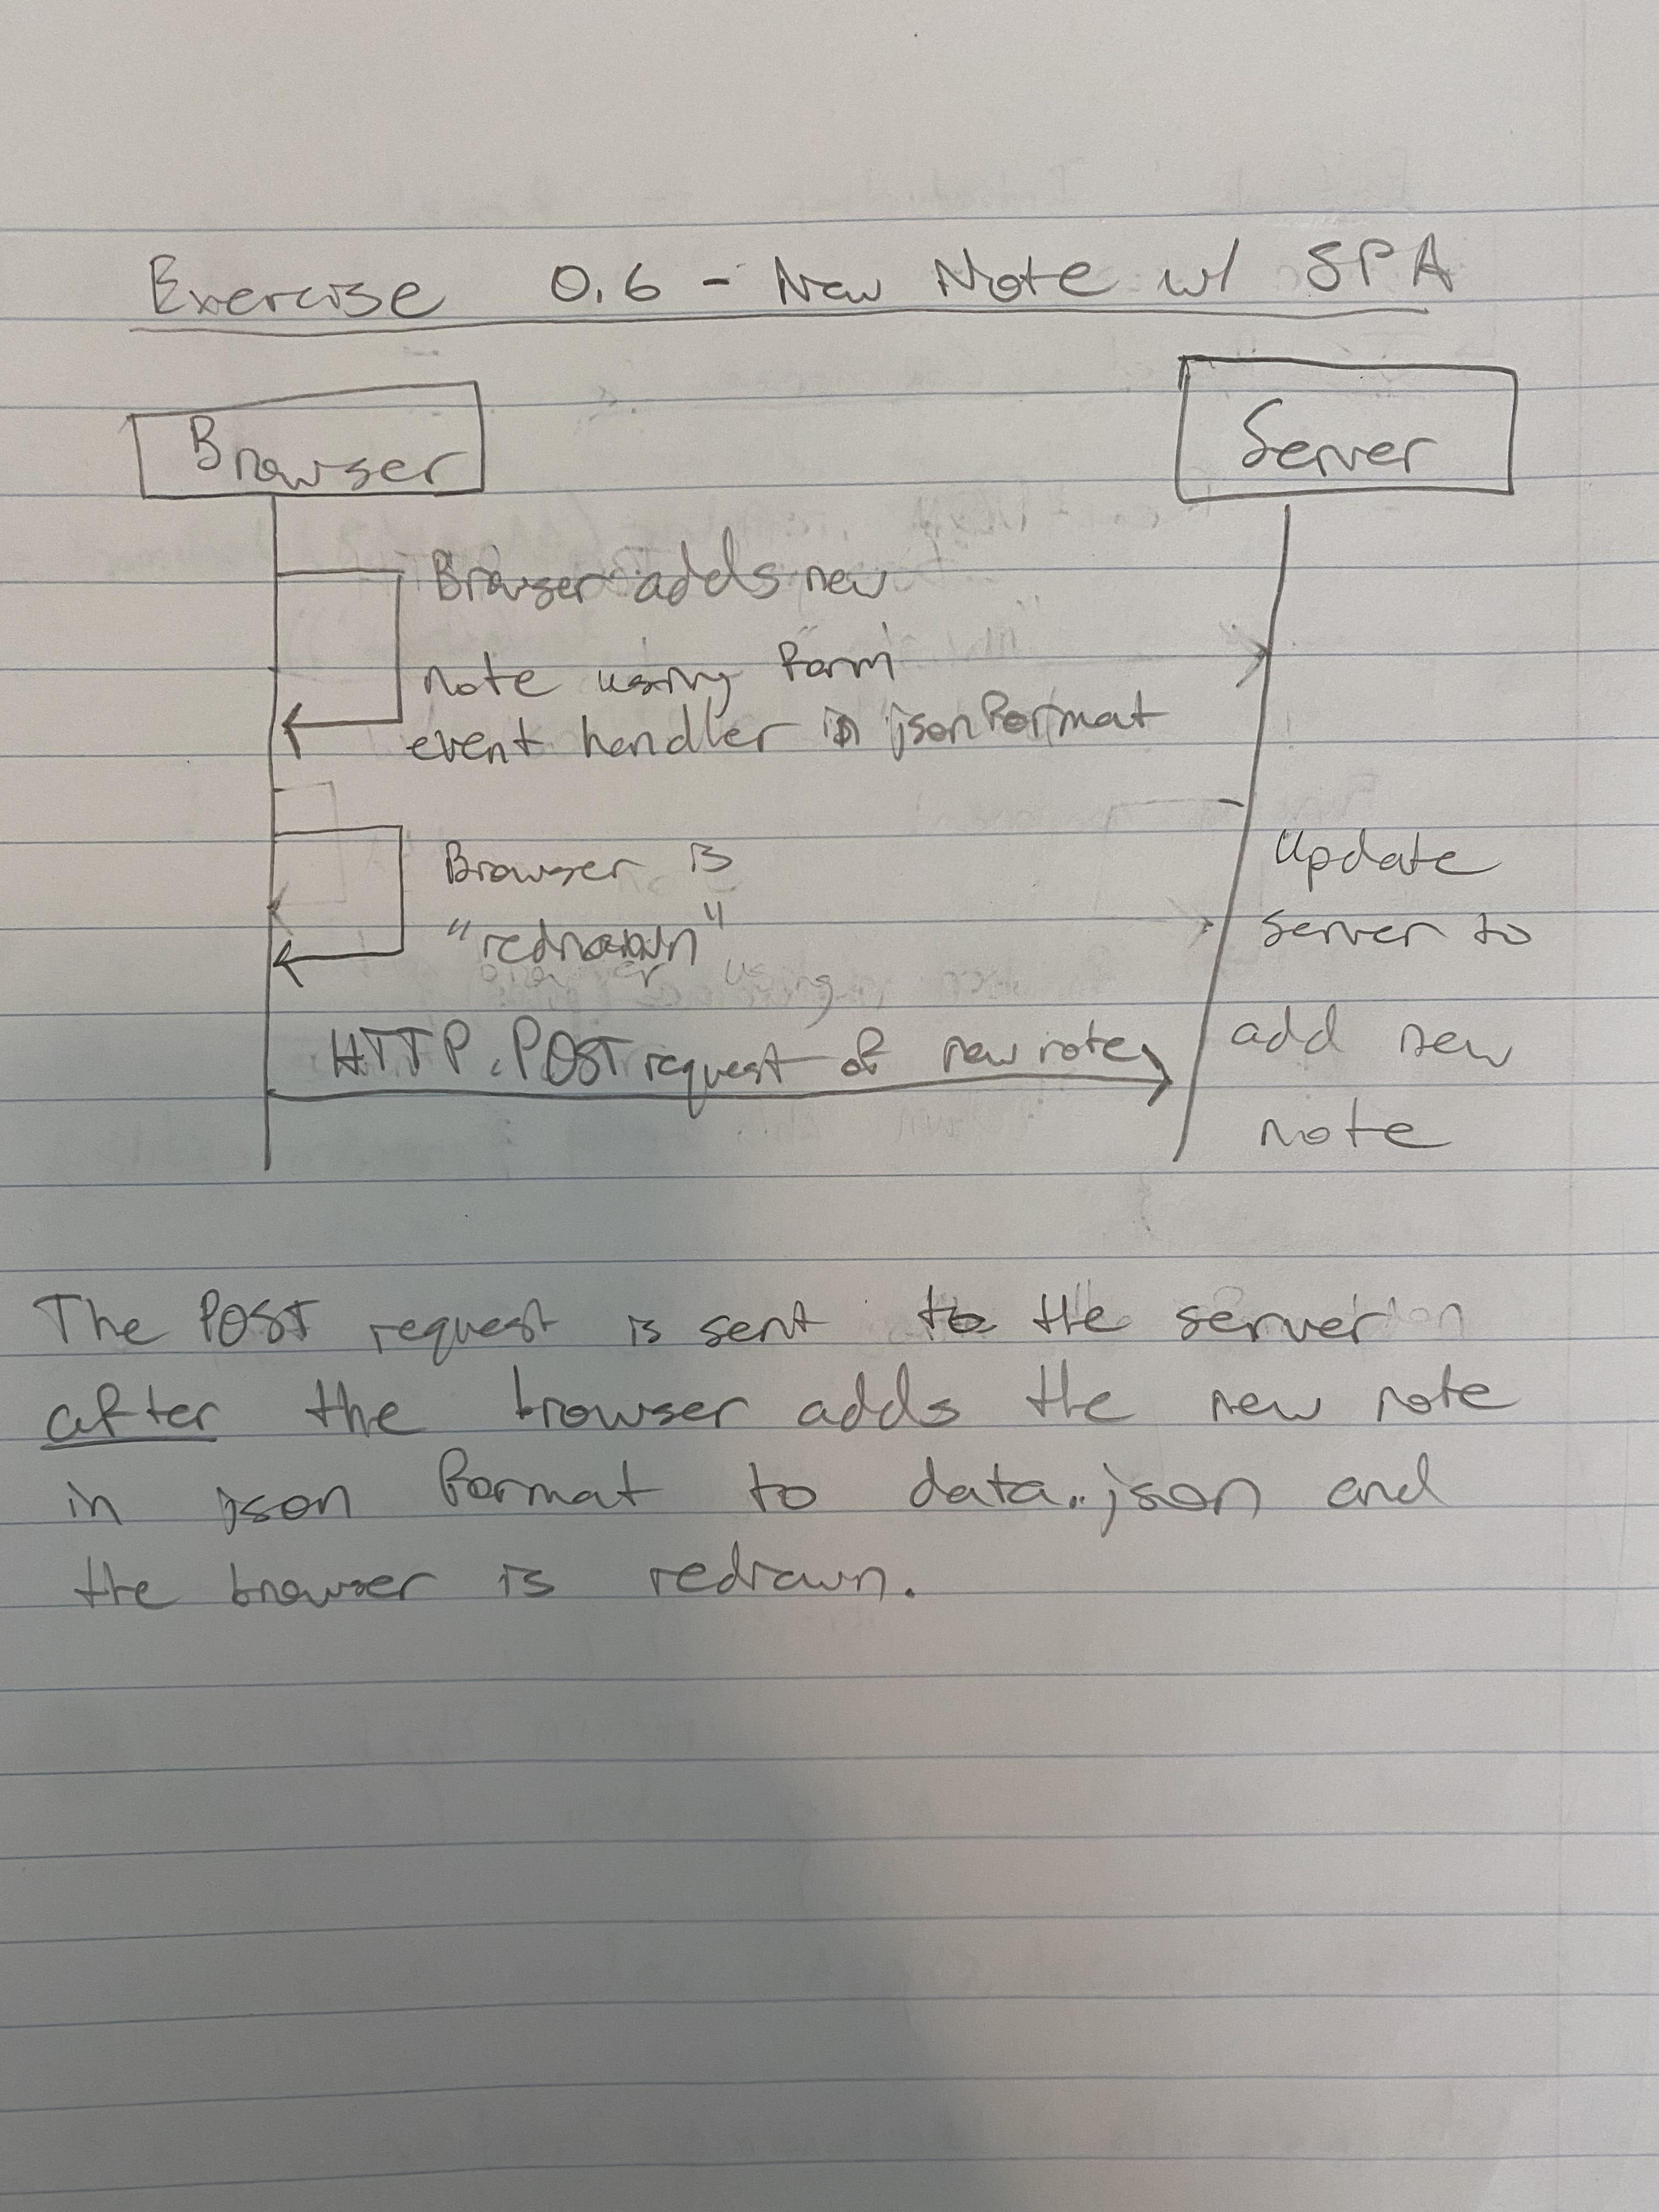 Exercise 0.6 - New Note w/ SPA
Browser
Server
Browser adds new
note using form
event handler in json format
Browser is
"redrawn"
Update
server to
add new
note
HTTP POST request of new note
The POST request is sent to the server
after the browser adds the new note
in json format to data.json and
the browser is redrawn.